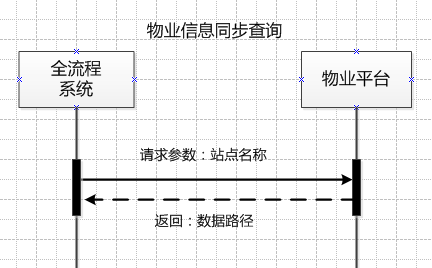 物业信息同步查询
全流程
系统
物业平台
请求参数：站点名称
返回：数据路径